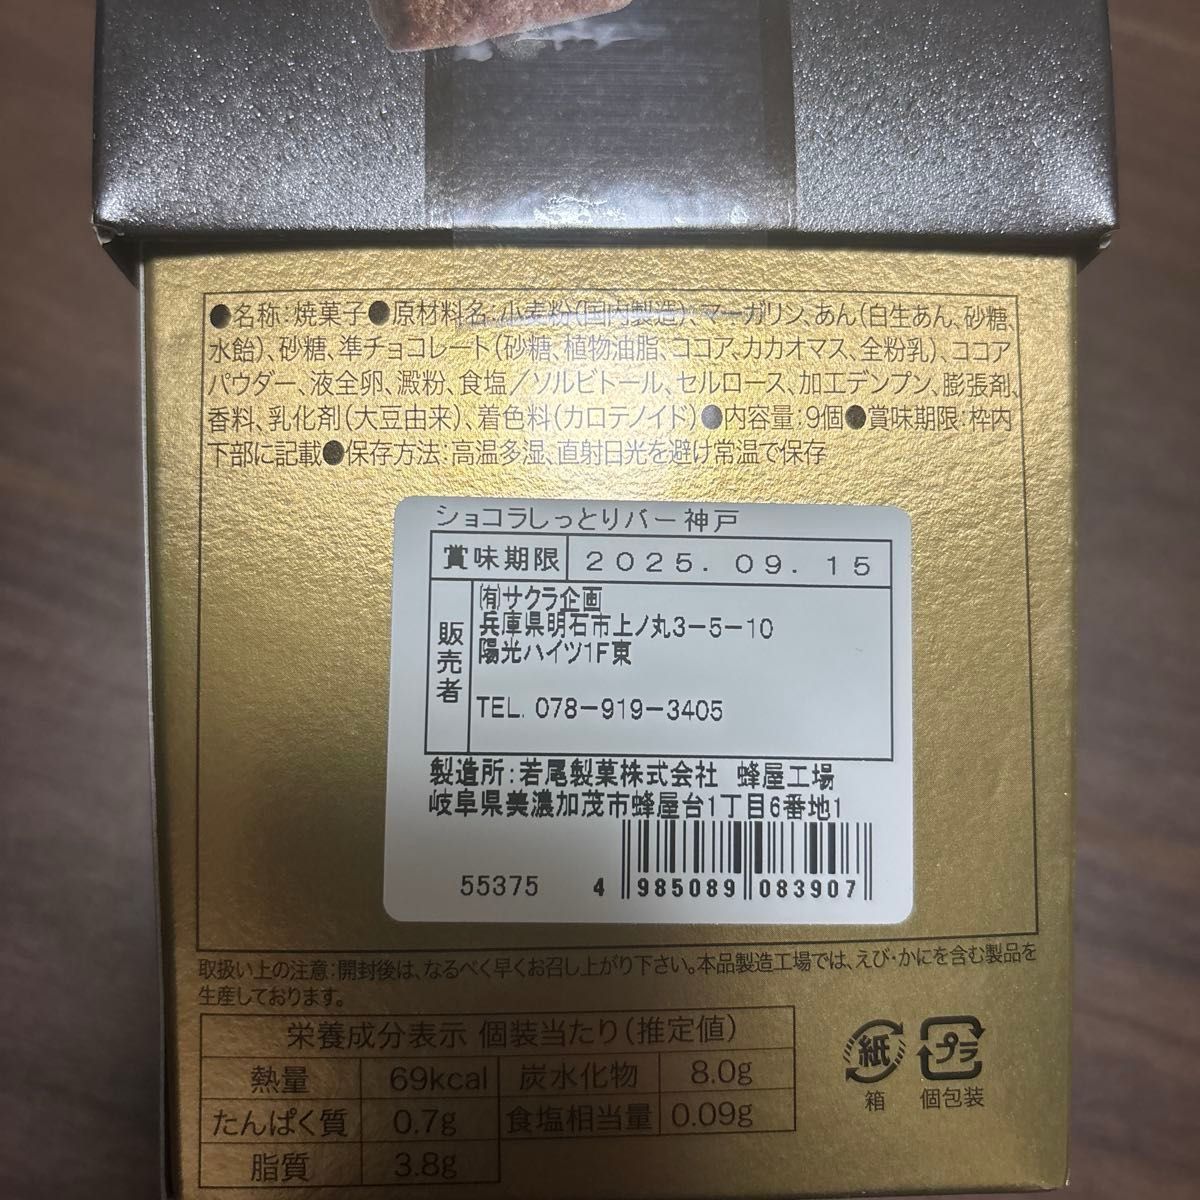 ●名称:焼菓子●原材料名:小麦粉(国内製造)、マーガリン、あん(白生あん、砂糖、
水飴)、砂糖、準チョコレート(砂糖、植物油脂、ココア、カカオマス、全粉乳)、ココア
パウダー、液全卵、澱粉、食塩/ソルビトール、セルロース、加工デンプン、膨張剤、
香料、乳化剤(大豆由来)、着色料(カロテノイド)●内容量:9個●賞味期限:枠内
下部に記載●保存方法:高温多湿、直射日光を避け常温で保存
ショコラしっとりバー神戸
賞味期限 2025.09.15
販売者
㈲サクラ企画
兵庫県明石市上ノ丸3-5-10
陽光ハイツ1F東
TEL.078-919-3405
製造所:若尾製菓株式会社 蜂屋工場
岐阜県美濃加茂市蜂屋台1丁目6番地1
55375 4 985089 083907
取扱い上の注意:開封後は、なるべく早くお召し上がり下さい。本品製造工場では、えび・かにを含む製品を
生産しております。
栄養成分表示 個装当たり(推定値)
熱量 69kcal 炭水化物 8.0g
たんぱく質 0.7g 食塩相当量 0.09g
脂質 3.8g
紙 プラ
箱 個包装